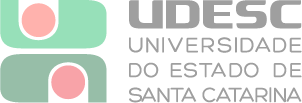 UDESC
UNIVERSIDADE
DO ESTADO DE
SANTA CATARINA